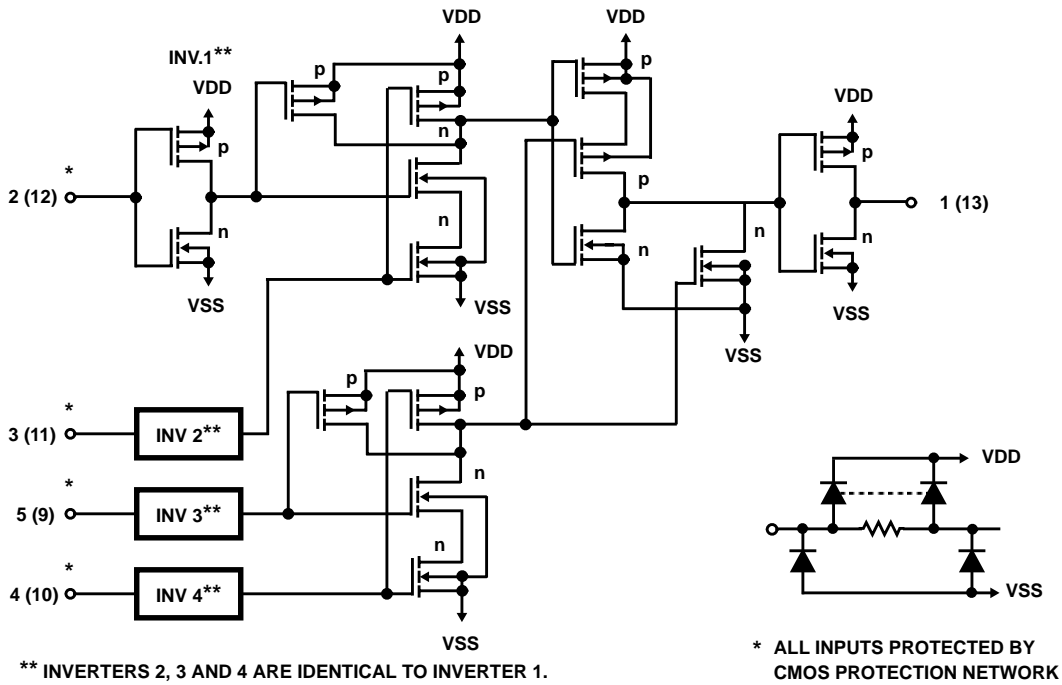 VDD
VDD
INV.1**
p
p
p
VDD
VDD
n
p
p
*
2 (12)
p
1 (13)
n
n
n
n
n
VSS
VSS
VSS
VSS
VDD
p
p
*
3 (11)
INV 2**
n
VDD
*
5 (9)
INV 3**
n
*
4 (10)
INV 4**
VSS
VSS
** INVERTERS 2, 3 AND 4 ARE IDENTICAL TO INVERTER 1.
* ALL INPUTS PROTECTED BY
CMOS PROTECTION NETWORK